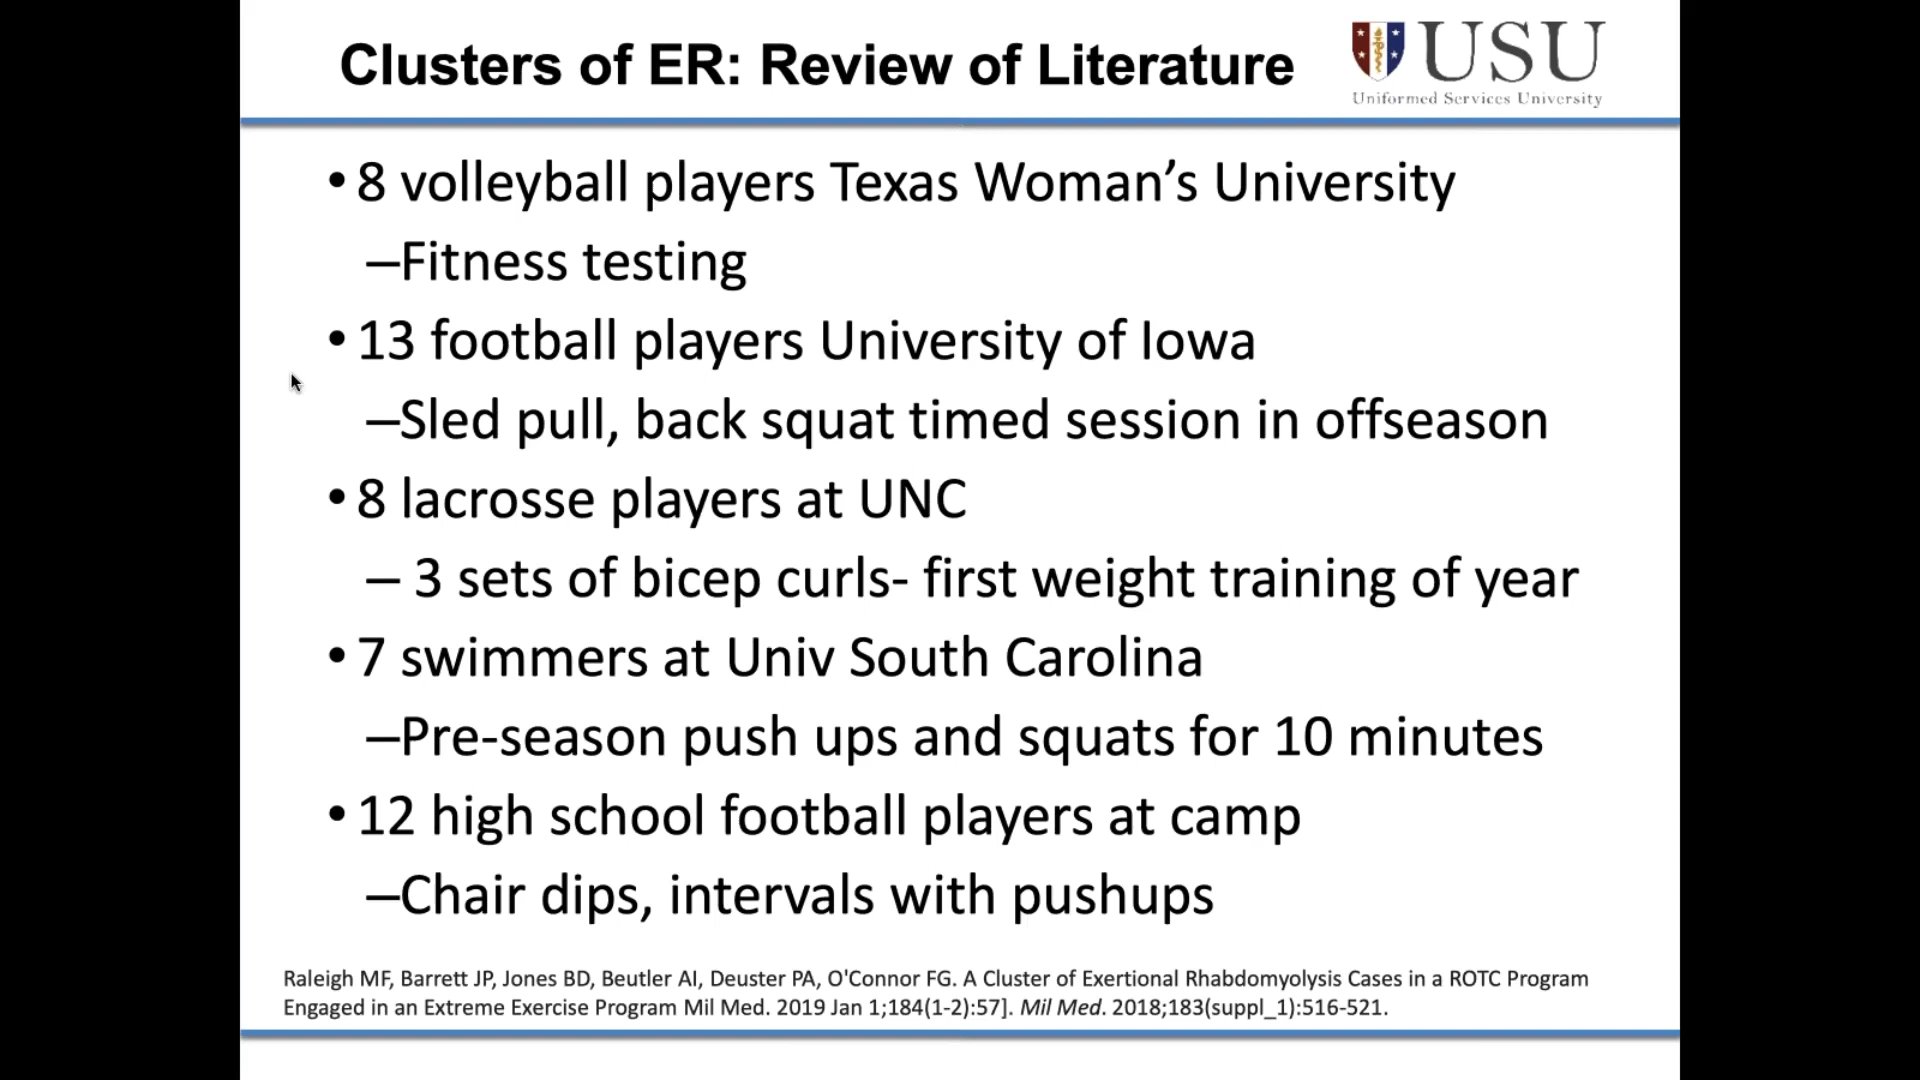 Clusters of ER: Review of Literature
USU
Uniformed Services University
• 8 volleyball players Texas Woman’s University
–Fitness testing
• 13 football players University of Iowa
–Sled pull, back squat timed session in offseason
• 8 lacrosse players at UNC
– 3 sets of bicep curls- first weight training of year
• 7 swimmers at Univ South Carolina
–Pre-season push ups and squats for 10 minutes
• 12 high school football players at camp
–Chair dips, intervals with pushups
Raleigh MF, Barrett JP, Jones BD, Beutler AI, Deuster PA, O'Connor FG. A Cluster of Exertional Rhabdomyolysis Cases in a ROTC Program
Engaged in an Extreme Exercise Program Mil Med. 2019 Jan 1;184(1-2):57]. Mil Med. 2018;183(suppl_1):516-521.